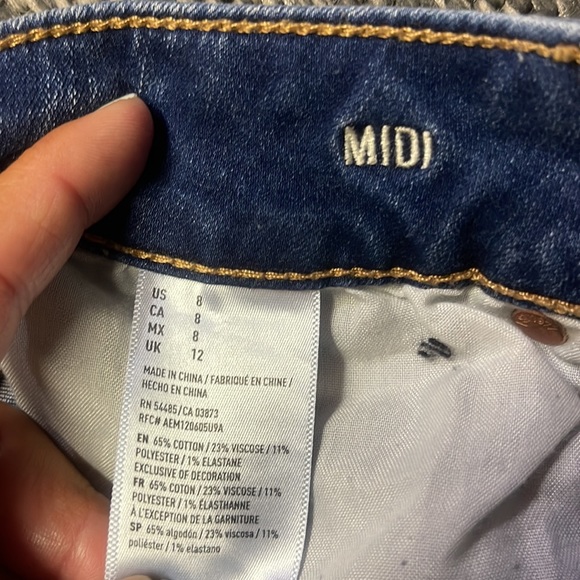 MIDI
US 8
CA 8
MX 8
UK 12
MADE IN CHINA / FABRIQUÉ EN CHINE /
HECHO EN CHINA
RN 54485 / CA 03873
RFC# AEM120605U9A
EN 65% COTTON / 23% VISCOSE / 11%
POLYESTER / 1% ELASTANE
EXCLUSIVE OF DECORATION
FR 65% COTON / 23% VISCOSE / 11%
POLYESTER / 1% ÉLASTHANNE
À L'EXCEPTION DE LA GARNITURE
SP 65% algodón / 23% viscosa / 11%
poliéster / 1% elastano